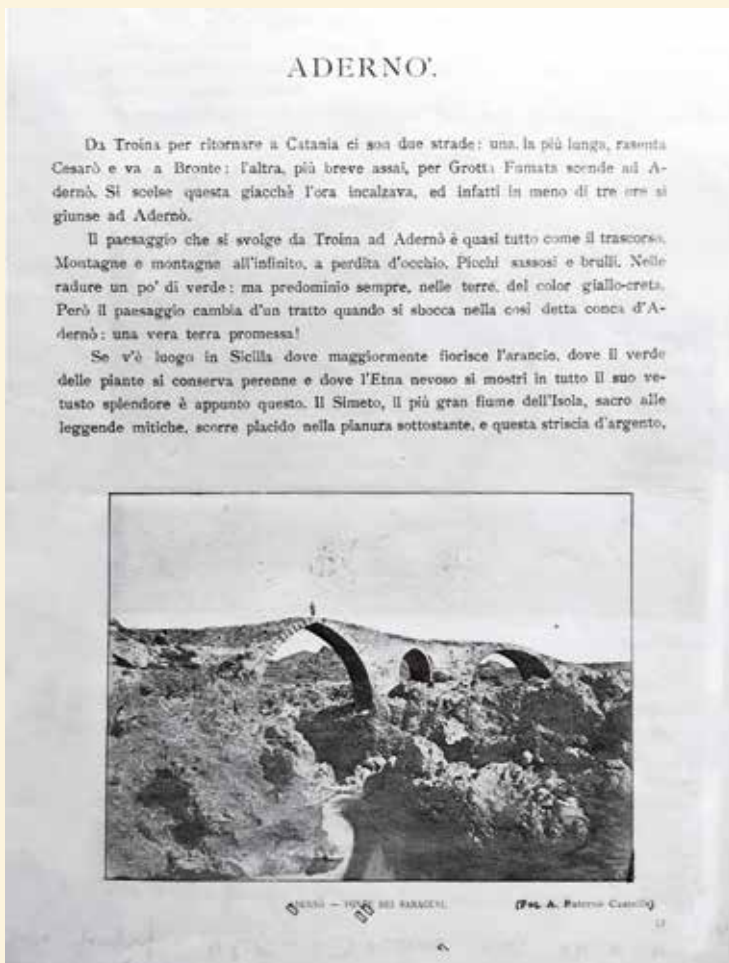 ADERNO'.
Da Troina per ritornare a Catania ci son due strade: una, la più lunga, rasenta
Cesarò e va a Bronte; l'altra, più breve assai, per Grotta Fumata scende ad A-
dernò. Si scelse questa giacchè l'ora incalzava, ed infatti in meno di tre ore si
giunse ad Adernò.
Il paesaggio che si svolge da Troina ad Adernò è quasi tutto come il trascorso.
Montagne e montagne all'infinito, a perdita d'occhio. Picchi sassosi e brulli. Nelle
radure un po' di verde; ma predominio sempre, nelle terre, del color giallo-creta.
Però il paesaggio cambia d'un tratto quando si sbocca nella così detta conca d'A-
dernò: una vera terra promessa!
Se v'è luogo in Sicilia dove maggiormente fiorisce l'arancio, dove il verde
delle piante si conserva perenne e dove l'Etna nevoso si mostri in tutto il suo ve-
tusto splendore è appunto questo. Il Simeto, il più gran fiume dell'Isola, sacro alle
leggende mitiche, scorre placido nella pianura sottostante, e questa striscia d'argento,
ADERNÒ — PONTE DEI SARACENI.
(Fot. A. Paternò Castello)